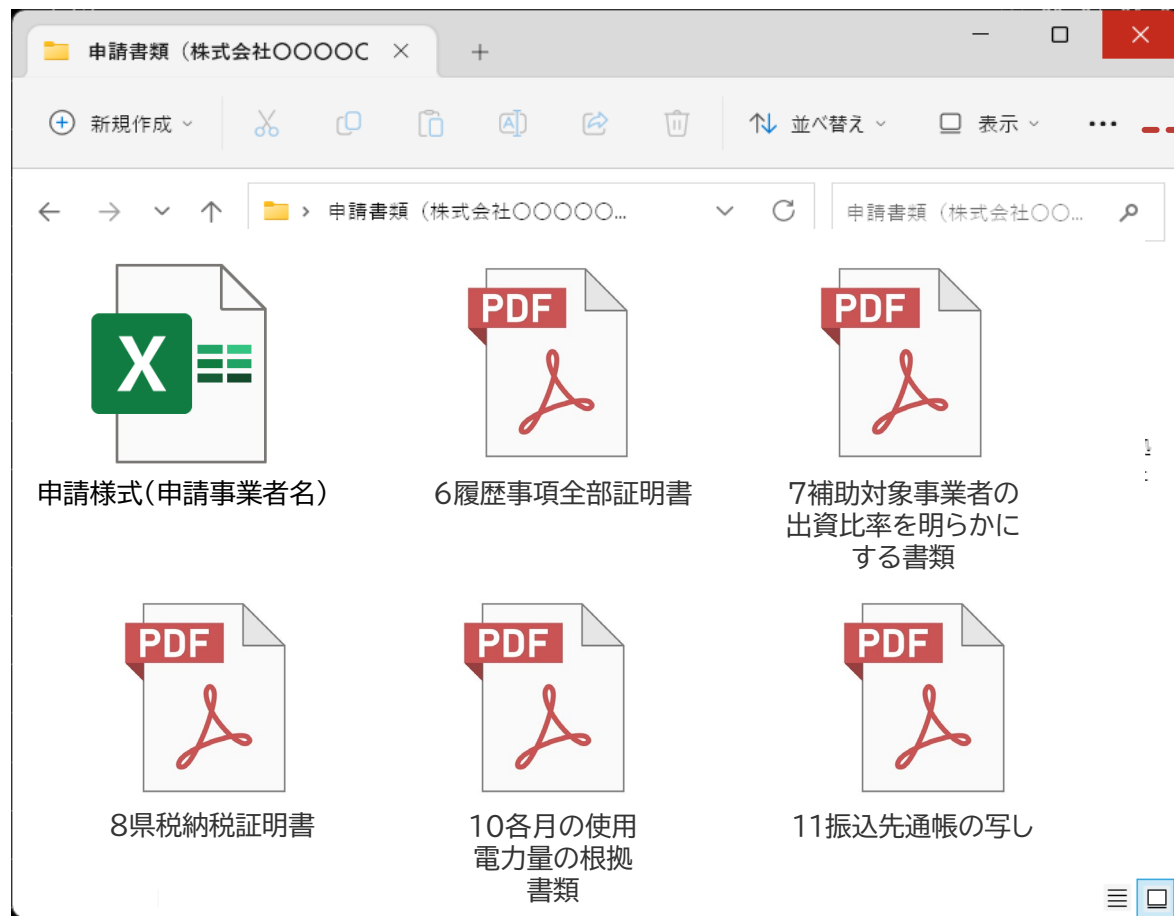 申請書類（株式会社〇〇〇〇C
新規作成
並べ替え
表示
申請書類（株式会社〇〇〇〇〇...
申請書類（株式会社〇〇...
X
PDF
PDF
申請様式(申請事業者名)
6履歴事項全部証明書
7補助対象事業者の
出資比率を明らかに
する書類
PDF
PDF
PDF
8県税納税証明書
10各月の使用
電力量の根拠
書類
11振込先通帳の写し